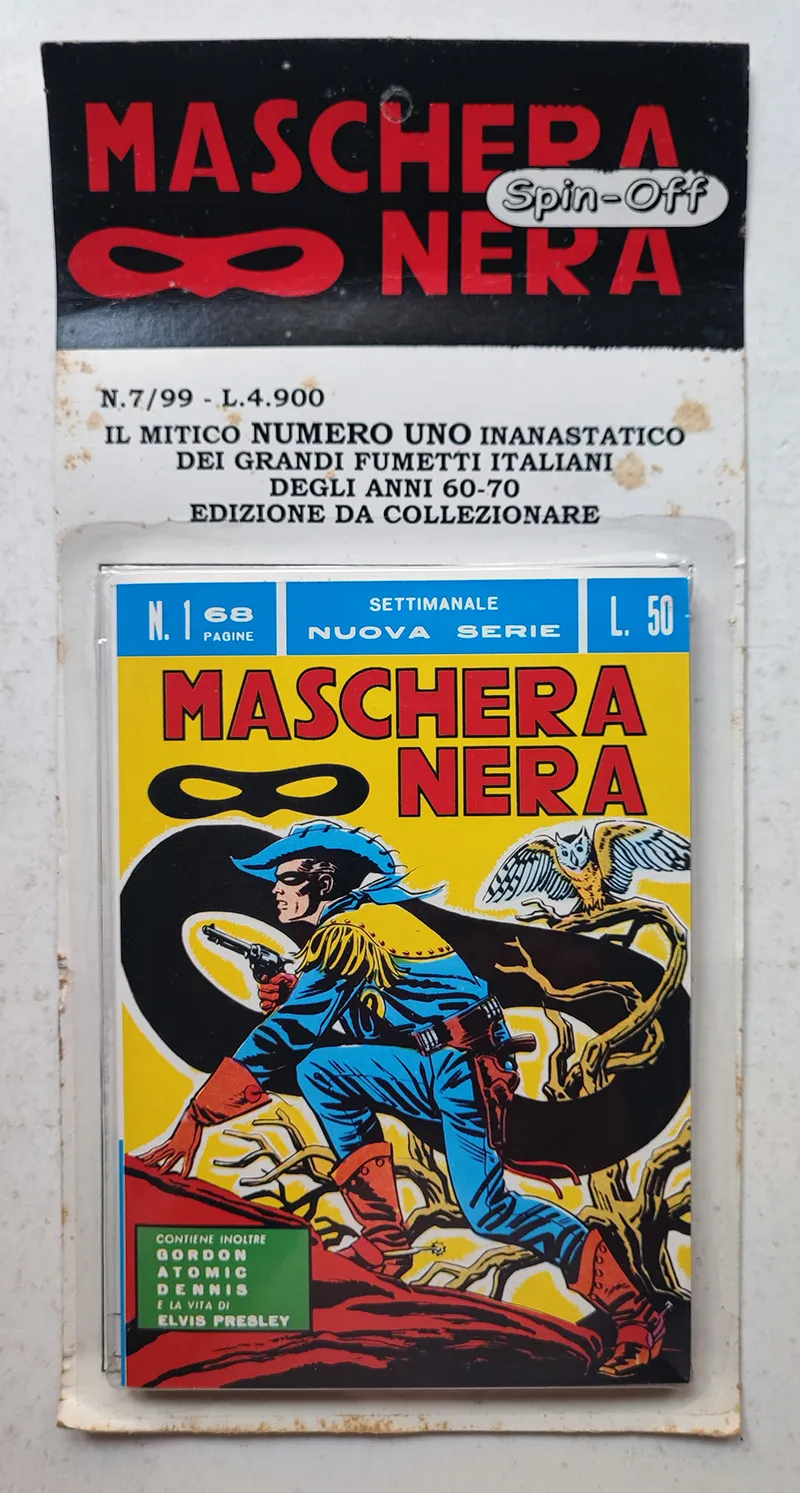 MASCHERA
Spin-Off
NERA
N.7/99 - L.4.900
IL MITICO NUMERO UNO INANASTATICO
DEI GRANDI FUMETTI ITALIANI
DEGLI ANNI 60-70
EDIZIONE DA COLLEZIONARE
N. 1 68 PAGINE
SETTIMANALE
NUOVA SERIE
L. 50
MASCHERA
NERA
CONTIENE INOLTRE
GORDON
ATOMIC
DENNIS
E LA VITA DI
ELVIS PRESLEY